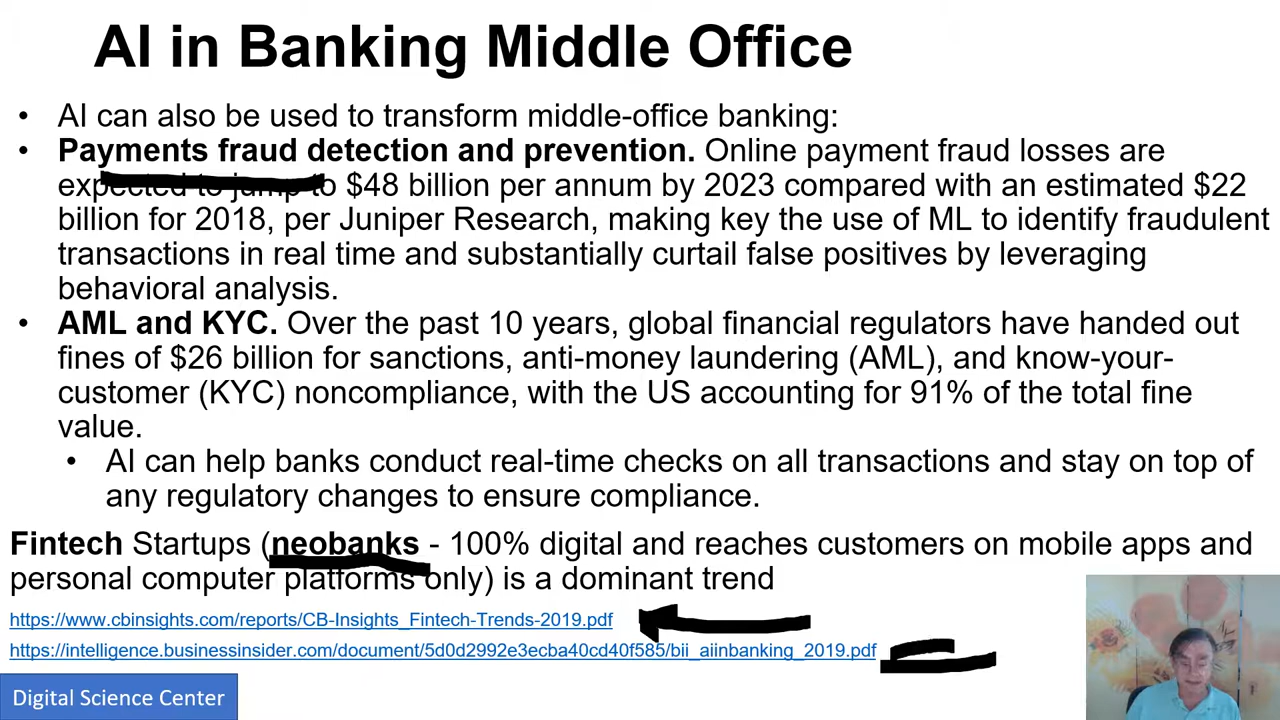 AI in Banking Middle Office
• AI can also be used to transform middle-office banking:
• Payments fraud detection and prevention. Online payment fraud losses are
expected to jump to $48 billion per annum by 2023 compared with an estimated $22
billion for 2018, per Juniper Research, making key the use of ML to identify fraudulent
transactions in real time and substantially curtail false positives by leveraging
behavioral analysis.
• AML and KYC. Over the past 10 years, global financial regulators have handed out
fines of $26 billion for sanctions, anti-money laundering (AML), and know-your-
customer (KYC) noncompliance, with the US accounting for 91% of the total fine
value.
• AI can help banks conduct real-time checks on all transactions and stay on top of
any regulatory changes to ensure compliance.
Fintech Startups (neobanks - 100% digital and reaches customers on mobile apps and
personal computer platforms only) is a dominant trend
https://www.cbinsights.com/reports/CB-Insights_Fintech-Trends-2019.pdf
https://intelligence.businessinsider.com/document/5d0d2992e3ecba40cd40f585/bii_aiinbanking_2019.pdf
Digital Science Center